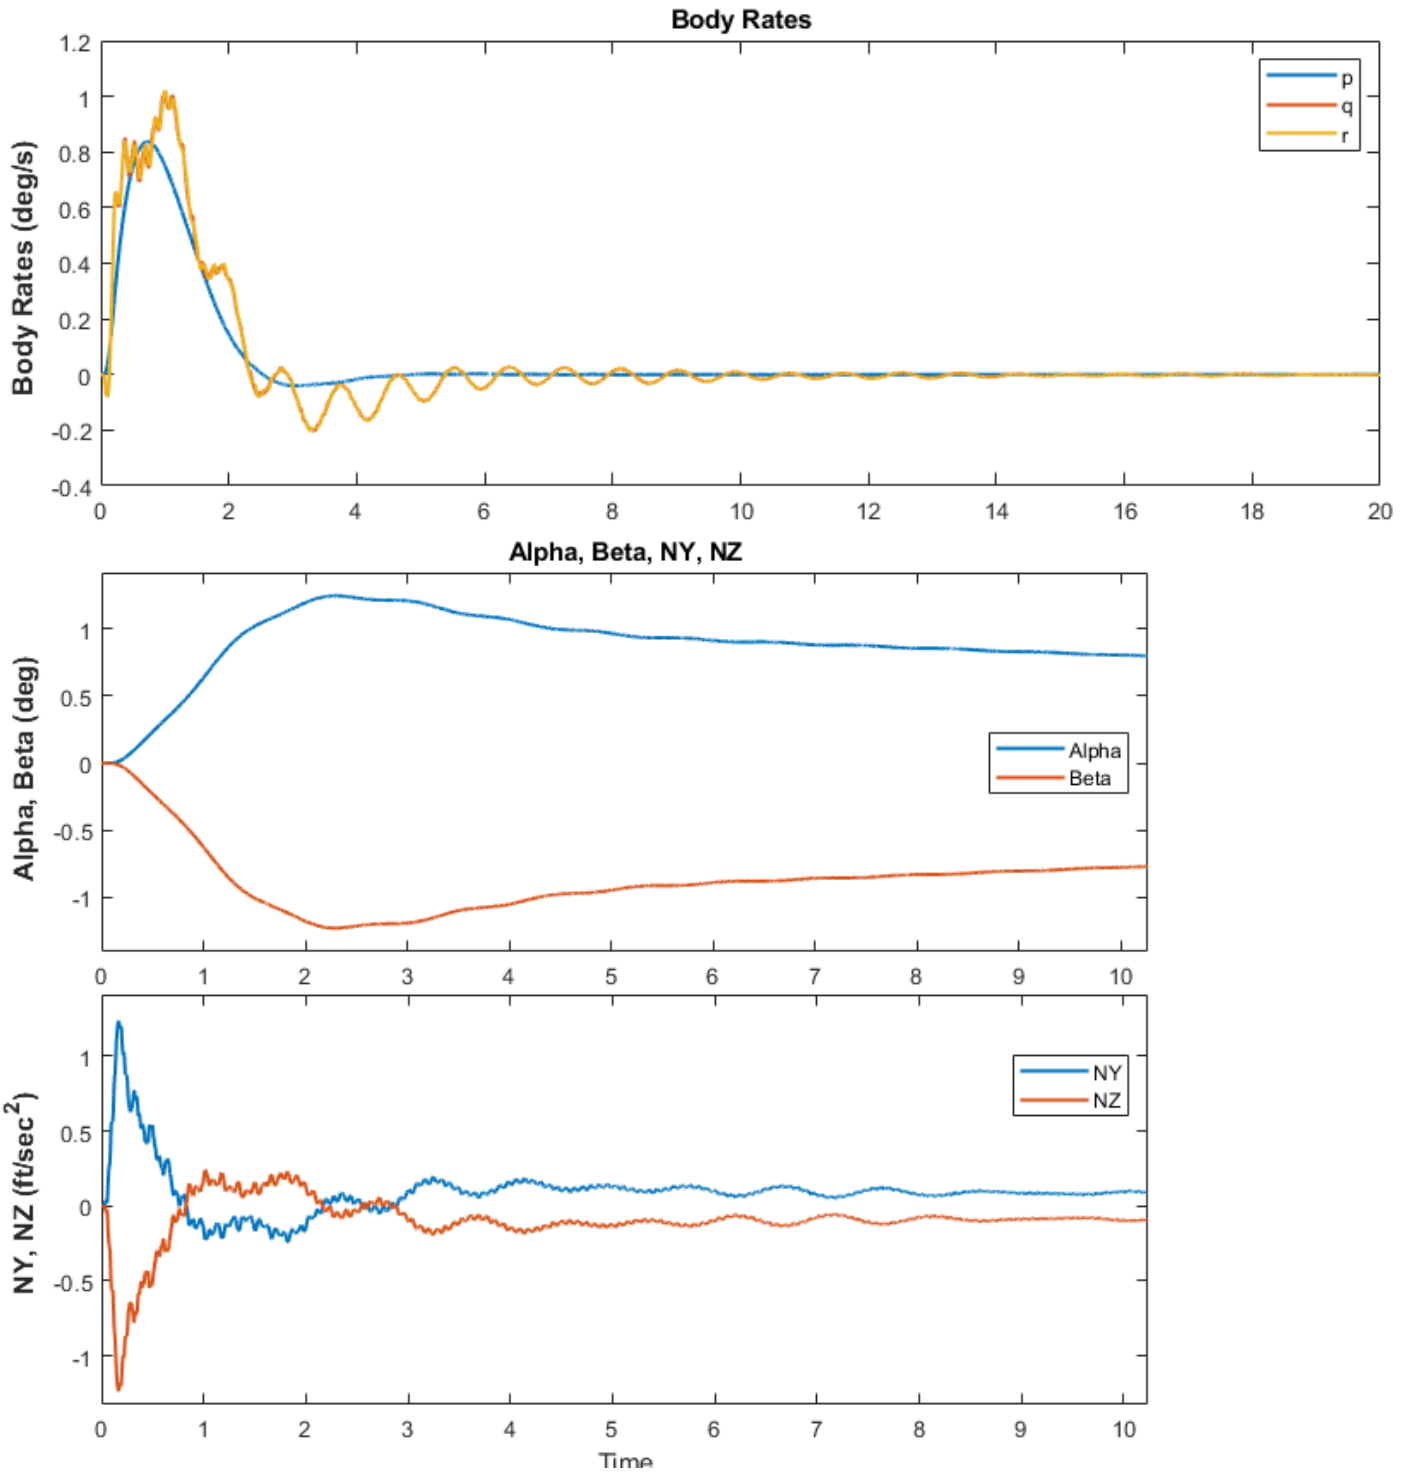 Body Rates
Body Rates (deg/s)
1.2
1
0.8
0.6
0.4
0.2
0
-0.2
-0.4
p
q
r
0 2 4 6 8 10 12 14 16 18 20
Alpha, Beta, NY, NZ
Alpha, Beta (deg)
1
0.5
0
-0.5
-1
Alpha
Beta
0 1 2 3 4 5 6 7 8 9 10
NY, NZ (ft/sec²)
1
0.5
0
-0.5
-1
NY
NZ
0 1 2 3 4 5 6 7 8 9 10
Time